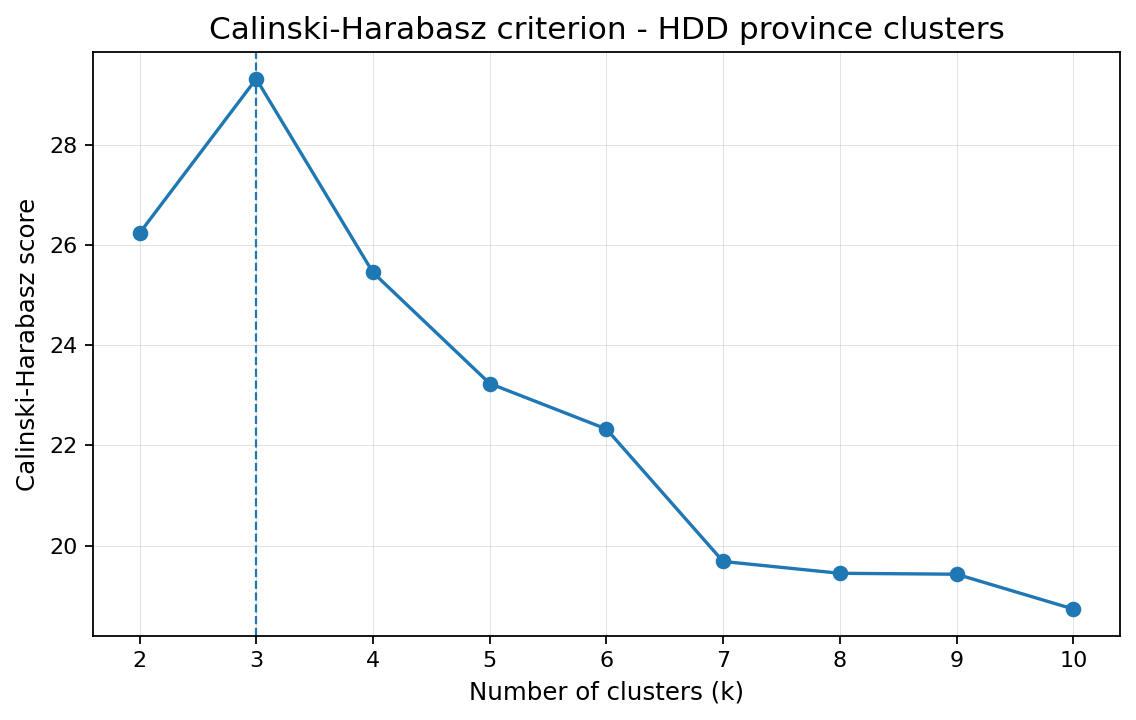 Calinski-Harabasz criterion - HDD province clusters
Calinski-Harabasz score
28
26
24
22
20
2 3 4 5 6 7 8 9 10
Number of clusters (k)